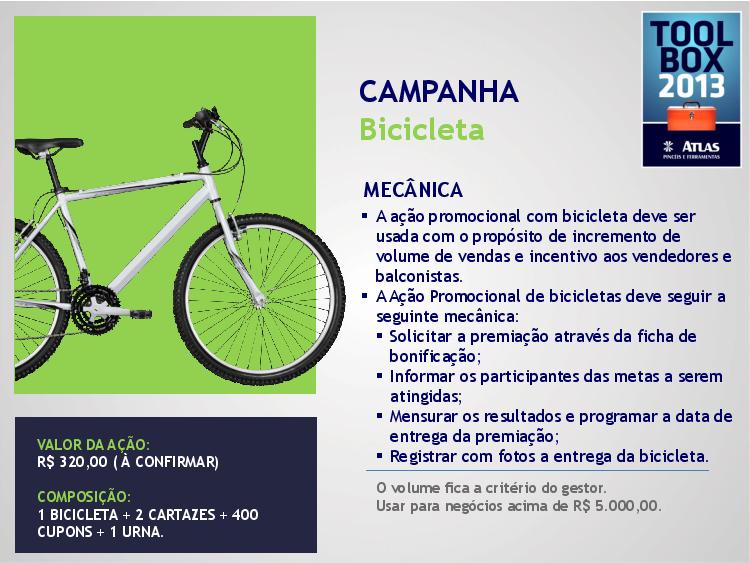 TOOL
BOX
2013
ATLAS
PINCÉIS E FERRAMENTAS
CAMPANHA
Bicicleta
MECÂNICA
▪ A ação promocional com bicicleta deve ser
usada com o propósito de incremento de
volume de vendas e incentivo aos vendedores e
balconistas.
▪ A Ação Promocional de bicicletas deve seguir a
seguinte mecânica:
▪ Solicitar a premiação através da ficha de
bonificação;
▪ Informar os participantes das metas a serem
atingidas;
▪ Mensurar os resultados e programar a data de
entrega da premiação;
▪ Registrar com fotos a entrega da bicicleta.
O volume fica a critério do gestor.
Usar para negócios acima de R$ 5.000,00.
VALOR DA AÇÃO:
R$ 320,00 ( À CONFIRMAR)
COMPOSIÇÃO:
1 BICICLETA + 2 CARTAZES + 400
CUPONS + 1 URNA.